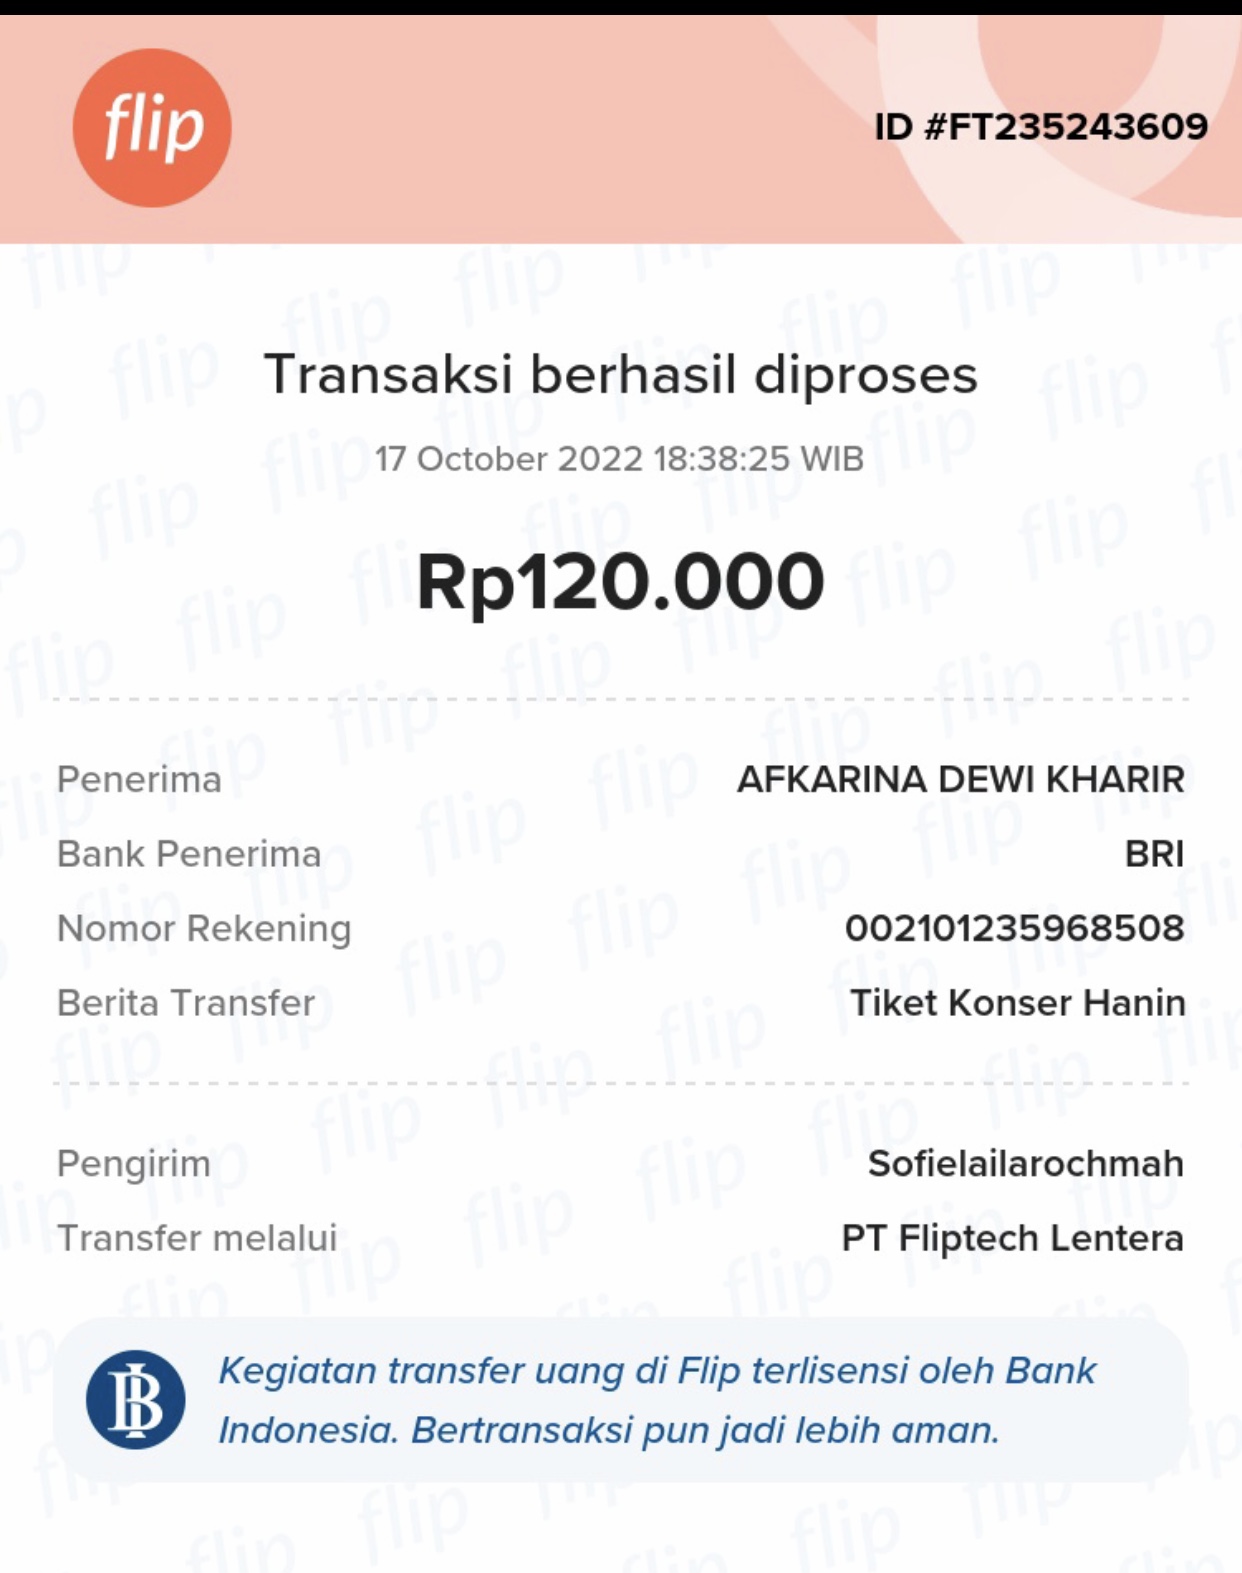 flip
ID #FT235243609
Transaksi berhasil diproses
17 October 2022 18:38:25 WIB
Rp120.000
Penerima AFKARINA DEWI KHARIR
Bank Penerima BRI
Nomor Rekening 002101235968508
Berita Transfer Tiket Konser Hanin
Pengirim Sofielailarochmah
Transfer melalui PT Fliptech Lentera
Kegiatan transfer uang di Flip terlisensi oleh Bank
Indonesia. Bertransaksi pun jadi lebih aman.